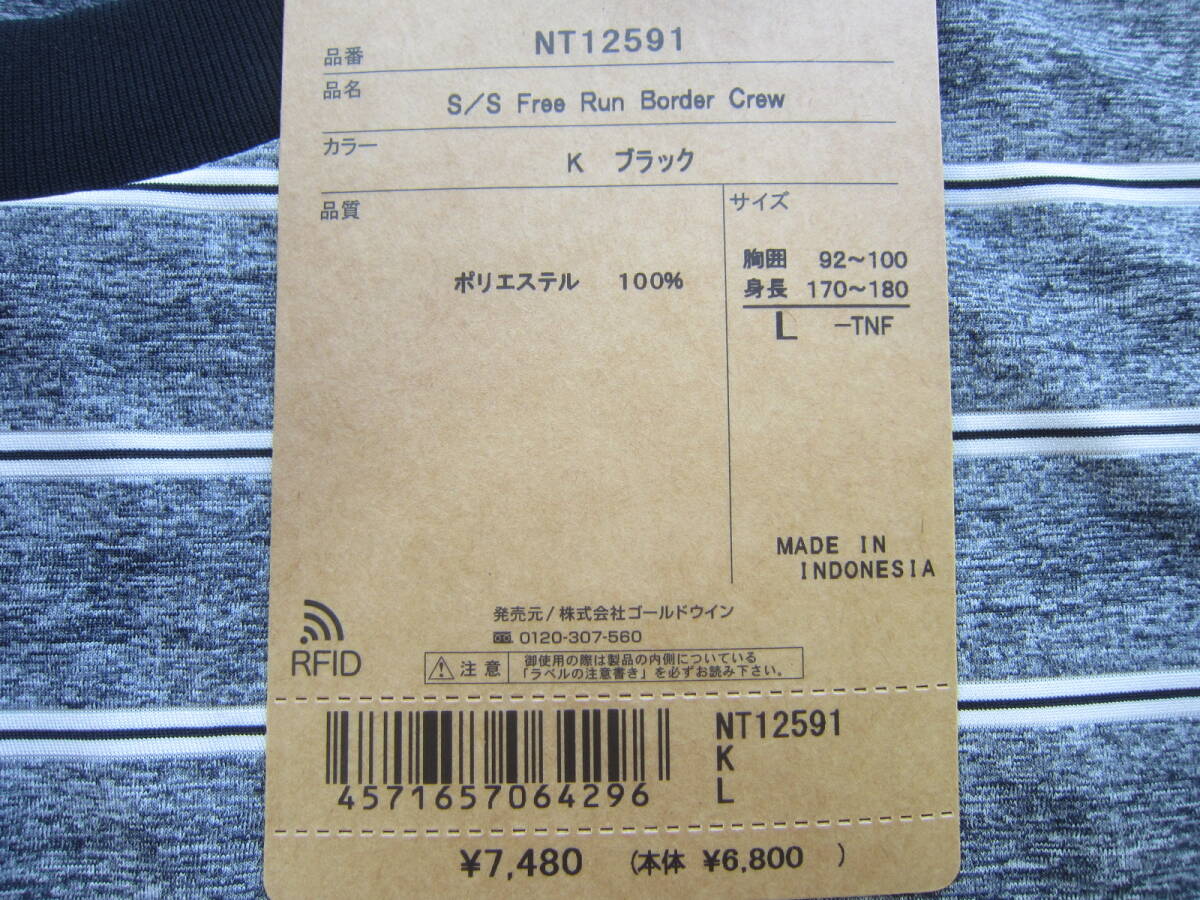 品番 NT12591
品名 S/S Free Run Border Crew
カラー K ブラック
品質
ポリエステル 100%
サイズ
胸囲 92~100
身長 170~180
L -TNF
MADE IN
INDONESIA
発売元/株式会社ゴールドウイン
0120-307-560
RFID
注意
御使用の際は製品の内側についている
「ラベルの注意書き」を必ずお読み下さい。
4571657064296
NT12591
K
L
¥7,480 (本体 ¥6,800 )